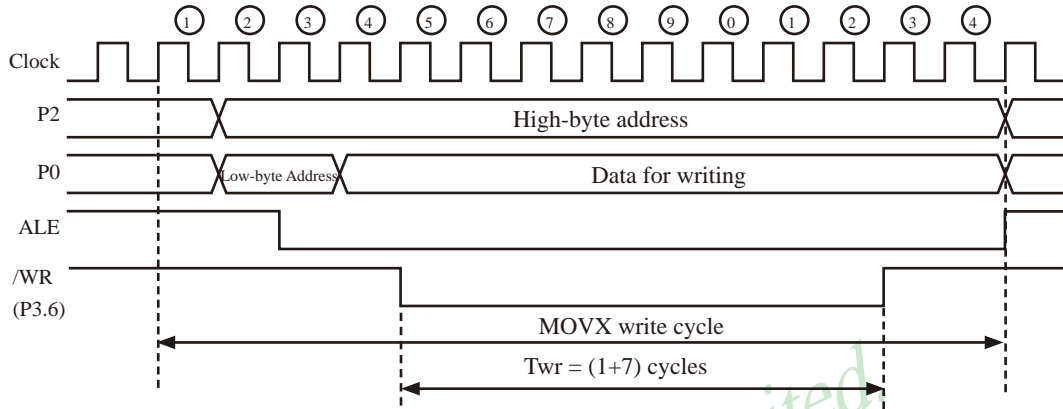 1 2 3 4 5 6 7 8 9 0 1 2 3 4
Clock
P2
High-byte address
P0
Low-byte Address
Data for writing
ALE
/WR
(P3.6)
MOVX write cycle
Twr = (1+7) cycles